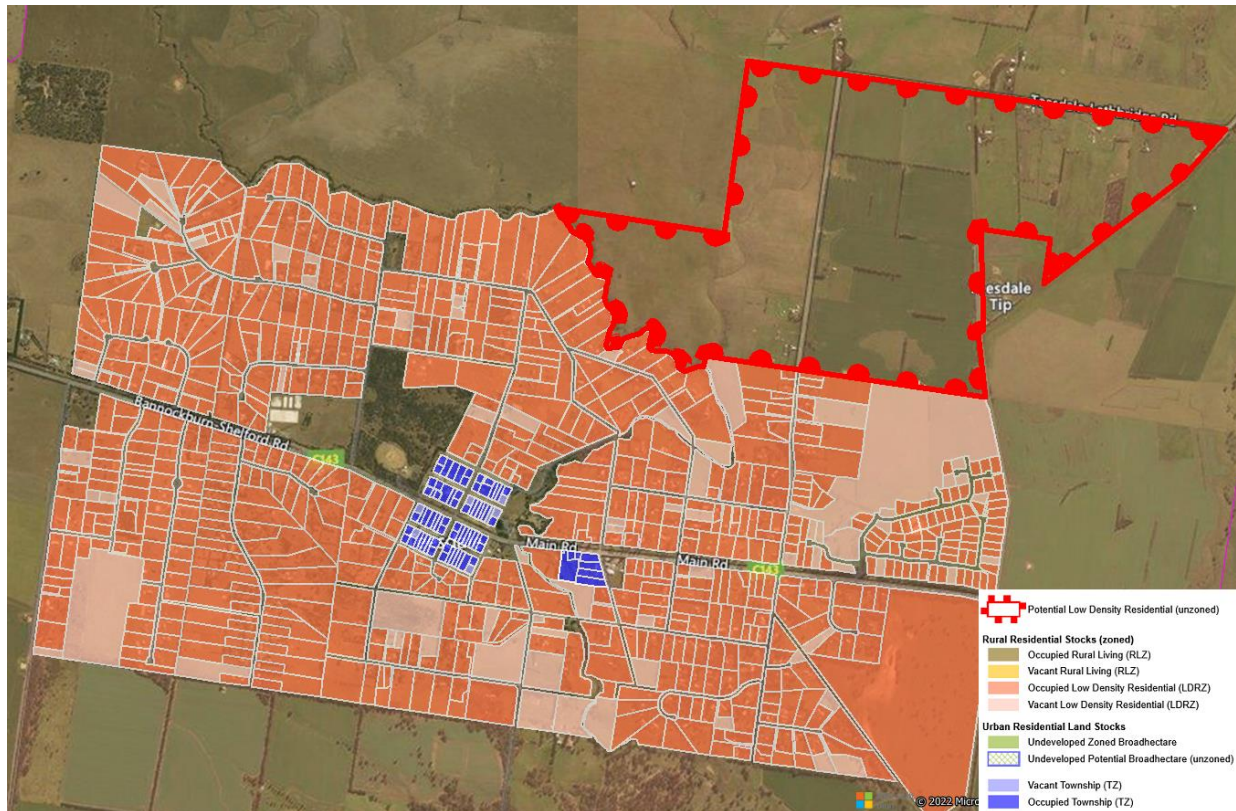 Teesdale-Lethbridge Rd
esdale
Tip
Bannockburn-Shelford Rd
C143
Main Rd
Main Rd
C143
Potential Low Density Residential (unzoned)
Rural Residential Stocks (zoned)
Occupied Rural Living (RLZ)
Vacant Rural Living (RLZ)
Occupied Low Density Residential (LDRZ)
Vacant Low Density Residential (LDRZ)
Urban Residential Land Stocks
Undeveloped Zoned Broadhectare
Undeveloped Potential Broadhectare (unzoned)
Vacant Township (TZ)
Occupied Township (TZ)
© 2022 Micro